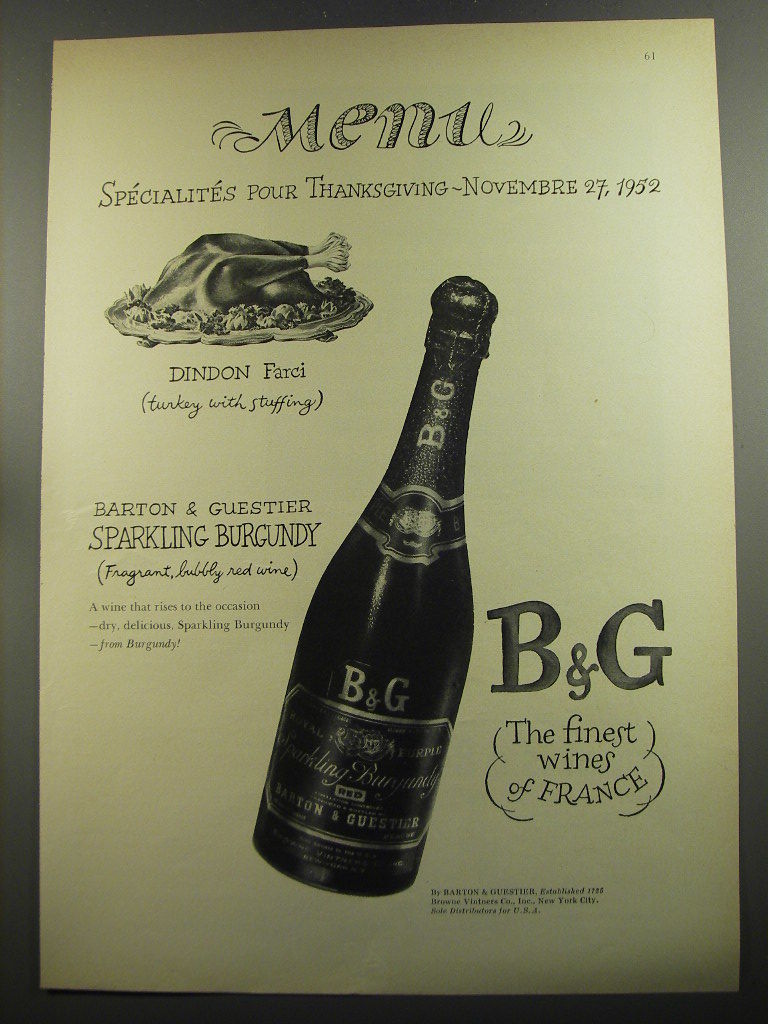 61
Menu
SPÉCIALITÉS POUR THANKSGIVING ~ NOVEMBRE 27, 1952
DINDON Farci
(turkey with stuffing)
BARTON & GUESTIER
SPARKLING BURGUNDY
(Fragrant, bubbly red wine)
A wine that rises to the occasion
—dry, delicious, Sparkling Burgundy
—from Burgundy!
B&G
B&G
ROYAL PURPLE
Sparkling Burgundy
RED
BARTON & GUESTIER
B&G
(The finest
wines
of FRANCE)
By BARTON & GUESTIER, Established 1725
Browne Vintners Co., Inc., New York City.
Sole Distributors for U.S.A.